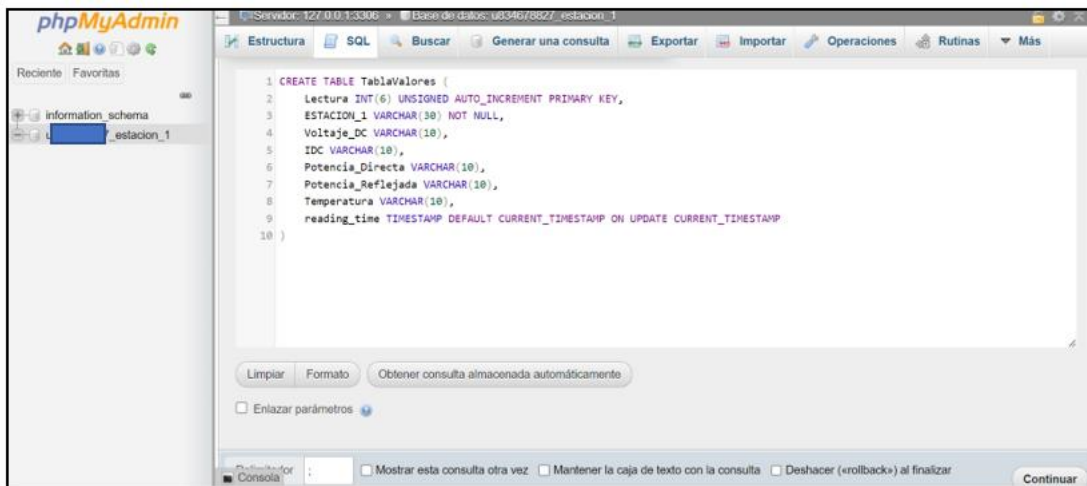 phpMyAdmin
Reciente Favoritas
information_schema
u _estacion_1
Servidor: 127.0.0.1:3306 » Base de datos: u834678827_estacion_1
Estructura SQL Buscar Generar una consulta Exportar Importar Operaciones Rutinas Más
1 CREATE TABLE TablaValores (
2 Lectura INT(6) UNSIGNED AUTO_INCREMENT PRIMARY KEY,
3 ESTACION_1 VARCHAR(30) NOT NULL,
4 Voltaje_DC VARCHAR(10),
5 IDC VARCHAR(10),
6 Potencia_Directa VARCHAR(10),
7 Potencia_Reflejada VARCHAR(10),
8 Temperatura VARCHAR(10),
9 reading_time TIMESTAMP DEFAULT CURRENT_TIMESTAMP ON UPDATE CURRENT_TIMESTAMP
10 )
Limpiar Formato Obtener consulta almacenada automáticamente
Enlazar parámetros
; Mostrar esta consulta otra vez Mantener la caja de texto con la consulta Deshacer («rollback») al finalizar
Consola Continuar